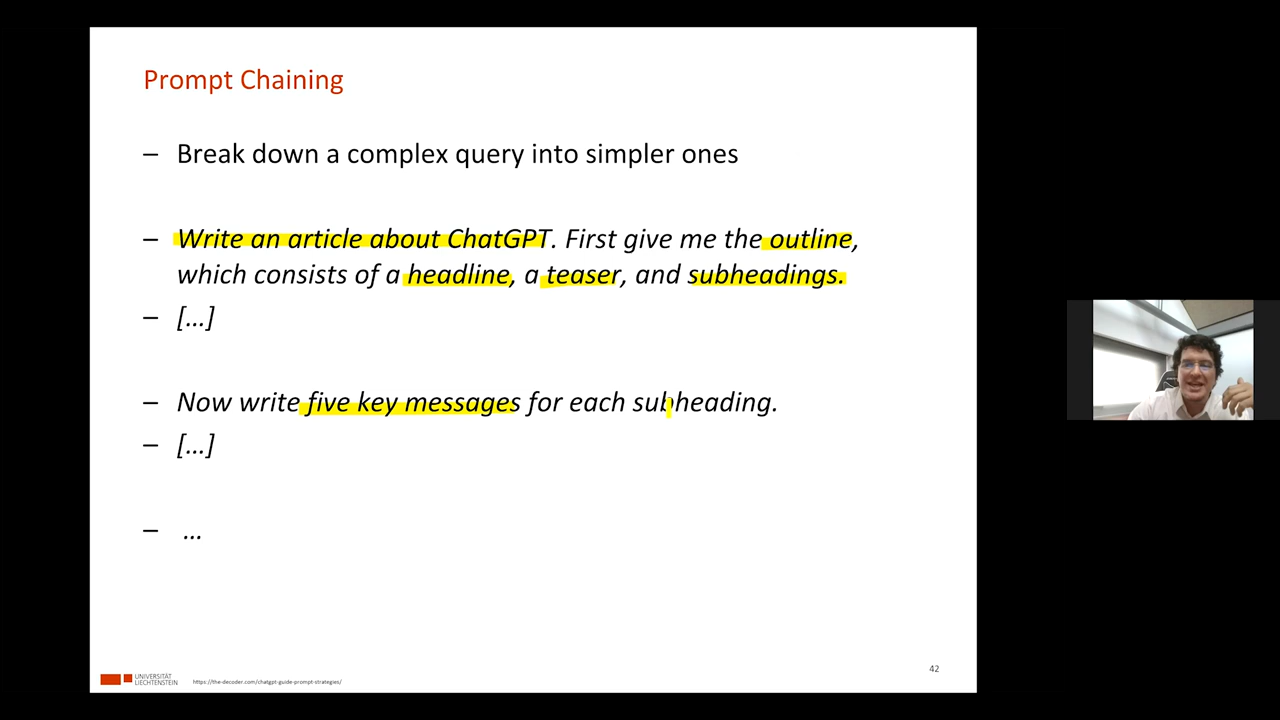 Prompt Chaining
– Break down a complex query into simpler ones
– Write an article about ChatGPT. First give me the outline,
which consists of a headline, a teaser, and subheadings.
– […]
– Now write five key messages for each subheading.
– […]
– …
42
UNIVERSITÄT
LIECHTENSTEIN
https://the-decoder.com/chatgpt-guide-prompt-strategies/